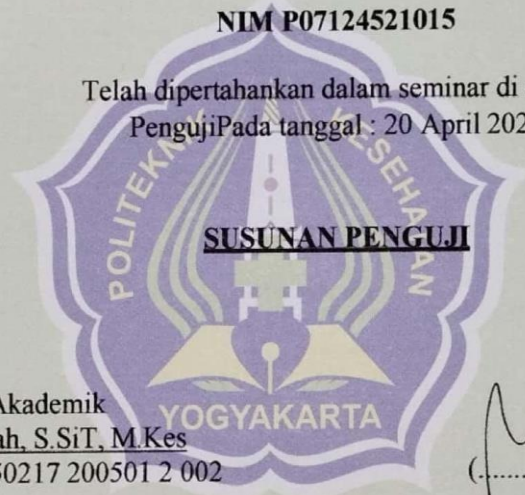 NIM P07124521015
Telah dipertahankan dalam seminar di
PengujiPada tanggal : 20 April 202
SUSUNAN PENGUJI
POLITEKNIK KESEHATAN
YOGYAKARTA
Akademik
ah, S.SiT, M.Kes
50217 200501 2 002
(.......